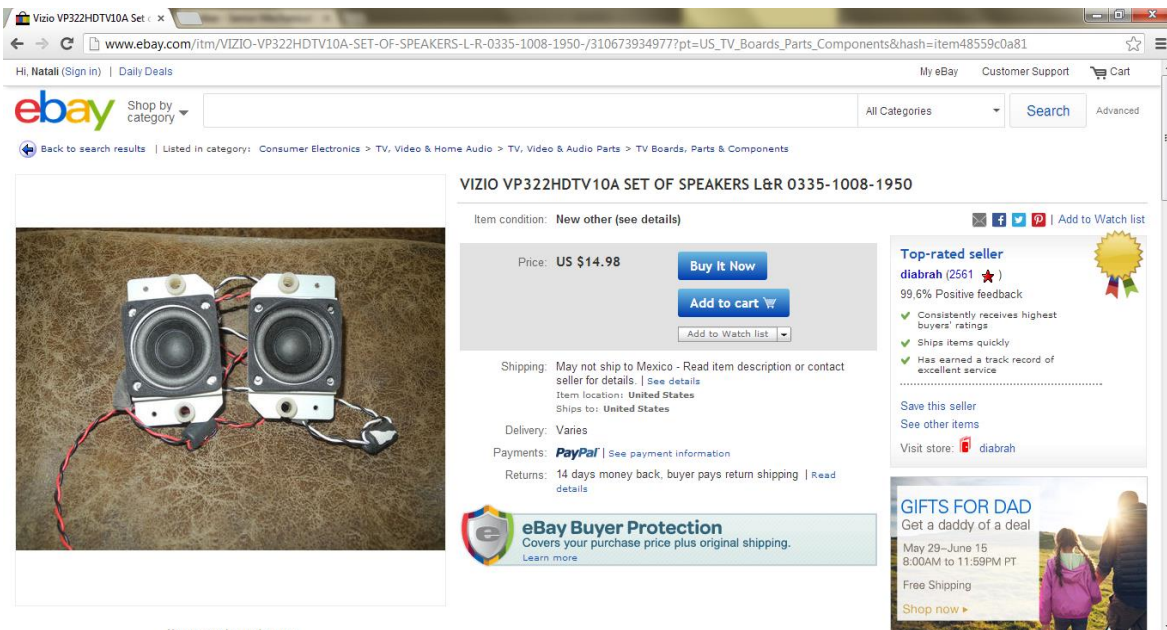 Vizio VP322HDTV10A Set
www.ebay.com/itm/VIZIO-VP322HDTV10A-SET-OF-SPEAKERS-L-R-0335-1008-1950-/310673934977?pt=US_TV_Boards_Parts_Components&hash=item48559c0a81
Hi, Natali (Sign in) | Daily Deals
My eBay Customer Support Cart
ebay
Shop by category
All Categories
Search
Advanced
Back to search results | Listed in category: Consumer Electronics > TV, Video & Home Audio > TV, Video & Audio Parts > TV Boards, Parts & Components
VIZIO VP322HDTV10A SET OF SPEAKERS L&R 0335-1008-1950
Item condition: New other (see details)
| Add to Watch list
Price: US $14.98
Buy It Now
Add to cart
Add to Watch list
Shipping: May not ship to Mexico - Read item description or contact
seller for details. | See details
Item location: United States
Ships to: United States
Delivery: Varies
Payments: PayPal | See payment information
Returns: 14 days money back, buyer pays return shipping | Read
details
eBay Buyer Protection
Covers your purchase price plus original shipping.
Learn more
Top-rated seller
diabrah (2561 )
99,6% Positive feedback
Consistently receives highest
buyers' ratings
Ships items quickly
Has earned a track record of
excellent service
Save this seller
See other items
Visit store: diabrah
GIFTS FOR DAD
Get a daddy of a deal
May 29–June 15
8:00AM to 11:59PM PT
Free Shipping
Shop now